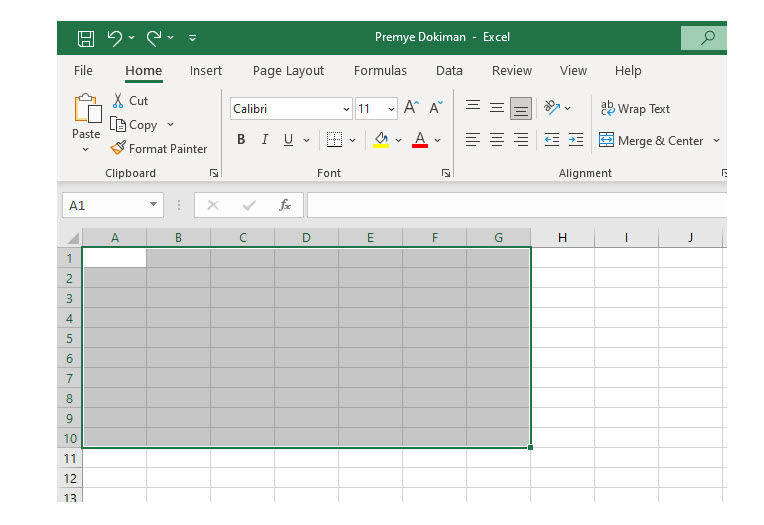 Premye Dokiman - Excel
File Home Insert Page Layout Formulas Data Review View Help
Paste
Cut
Copy
Format Painter
Clipboard
Calibri 11 A A
B I U A
Font
ab Wrap Text
Merge & Center
Alignment
A1 fx
A B C D E F G H I J
1
2
3
4
5
6
7
8
9
10
11
12
13